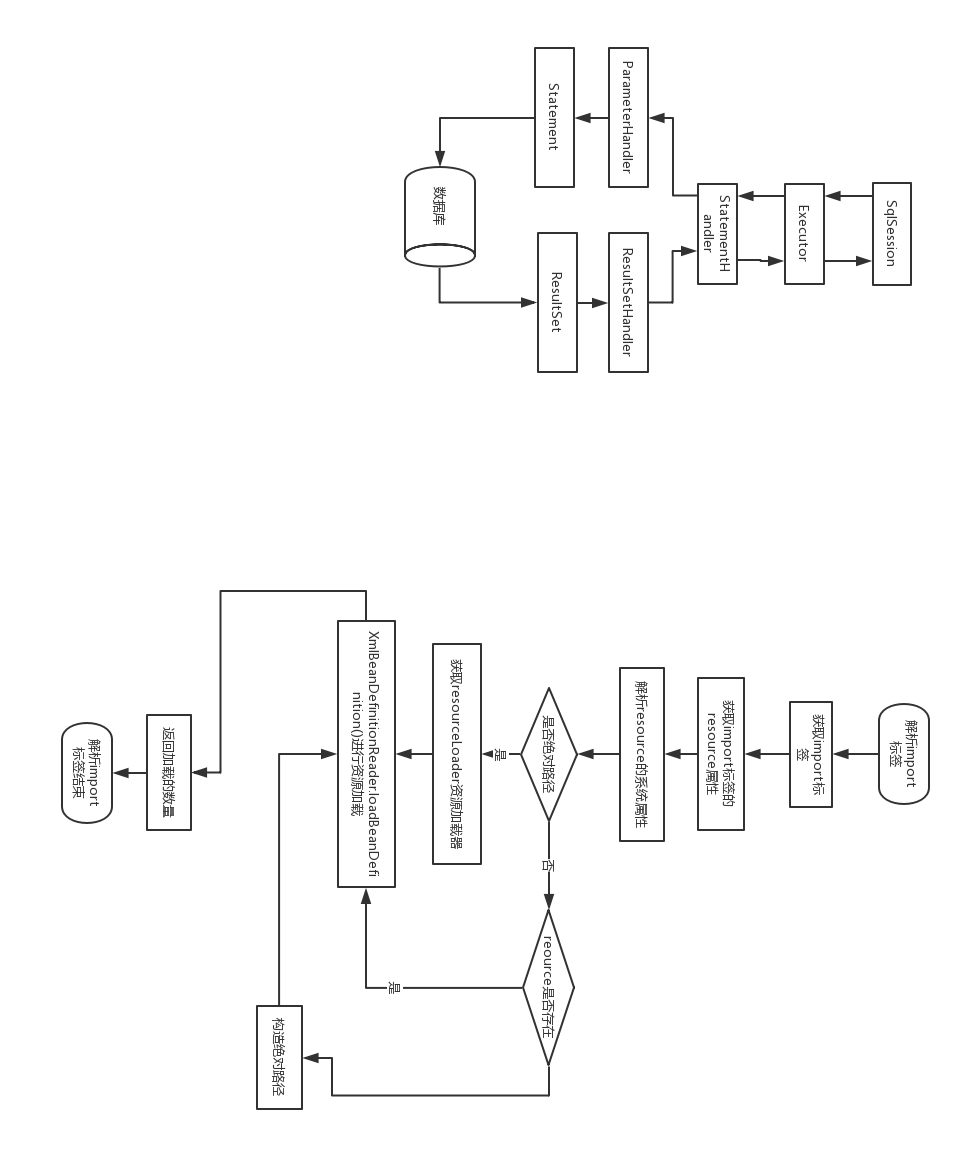 SqlSession
Executor
StatementH
andler
ParameterHandler
Statement
数据库
ResultSet
ResultSetHandler
解析import
标签
获取import标
签
获取import标签的
resource属性
解析resource的系统属性
是否绝对路径
是
否
获取resourceLoader资源加载器
reource是否存在
是
XmlBeanDefinitionReader.loadBeanDefi
nition()进行资源加载
构造绝对路径
返回加载的数量
解析import
标签结束